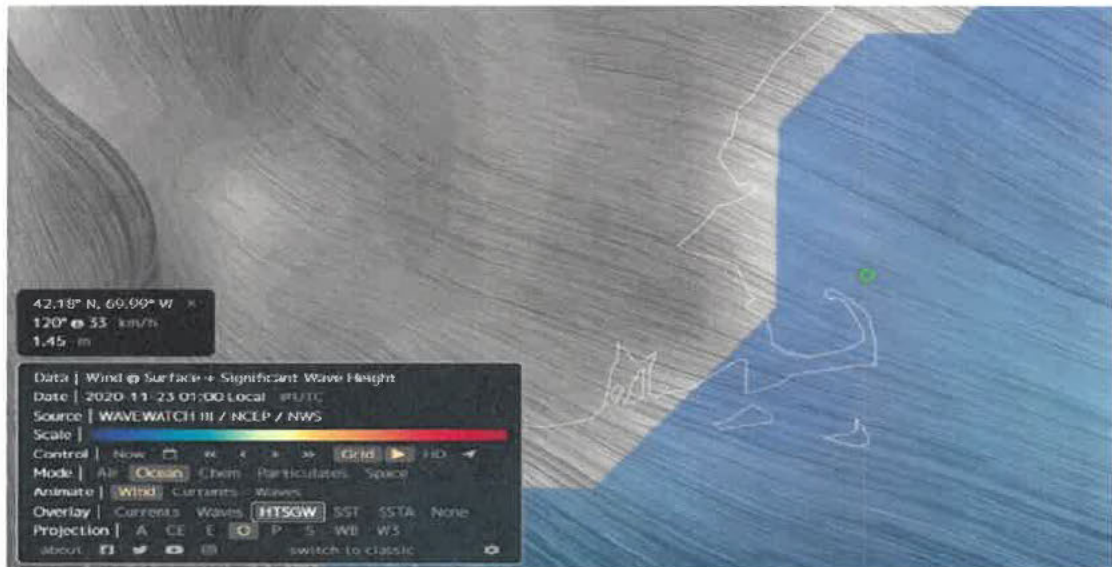 42.18° N, 69.99° W ×
120° @ 33 km/h
1.45 m
Data | Wind @ Surface + Significant Wave Height
Date | 2020-11-23 01:00 Local ⇄UTC
Source | WAVEWATCH III / NCEP / NWS
Scale |
Control | Now « ‹ › » Grid ▶ HD
Mode | Air Ocean Chem Particulates Space
Animate | Wind Currents Waves
Overlay | Currents Waves HTSGW SST SSTA None
Projection | A CE E O P S WB W3
about switch to classic